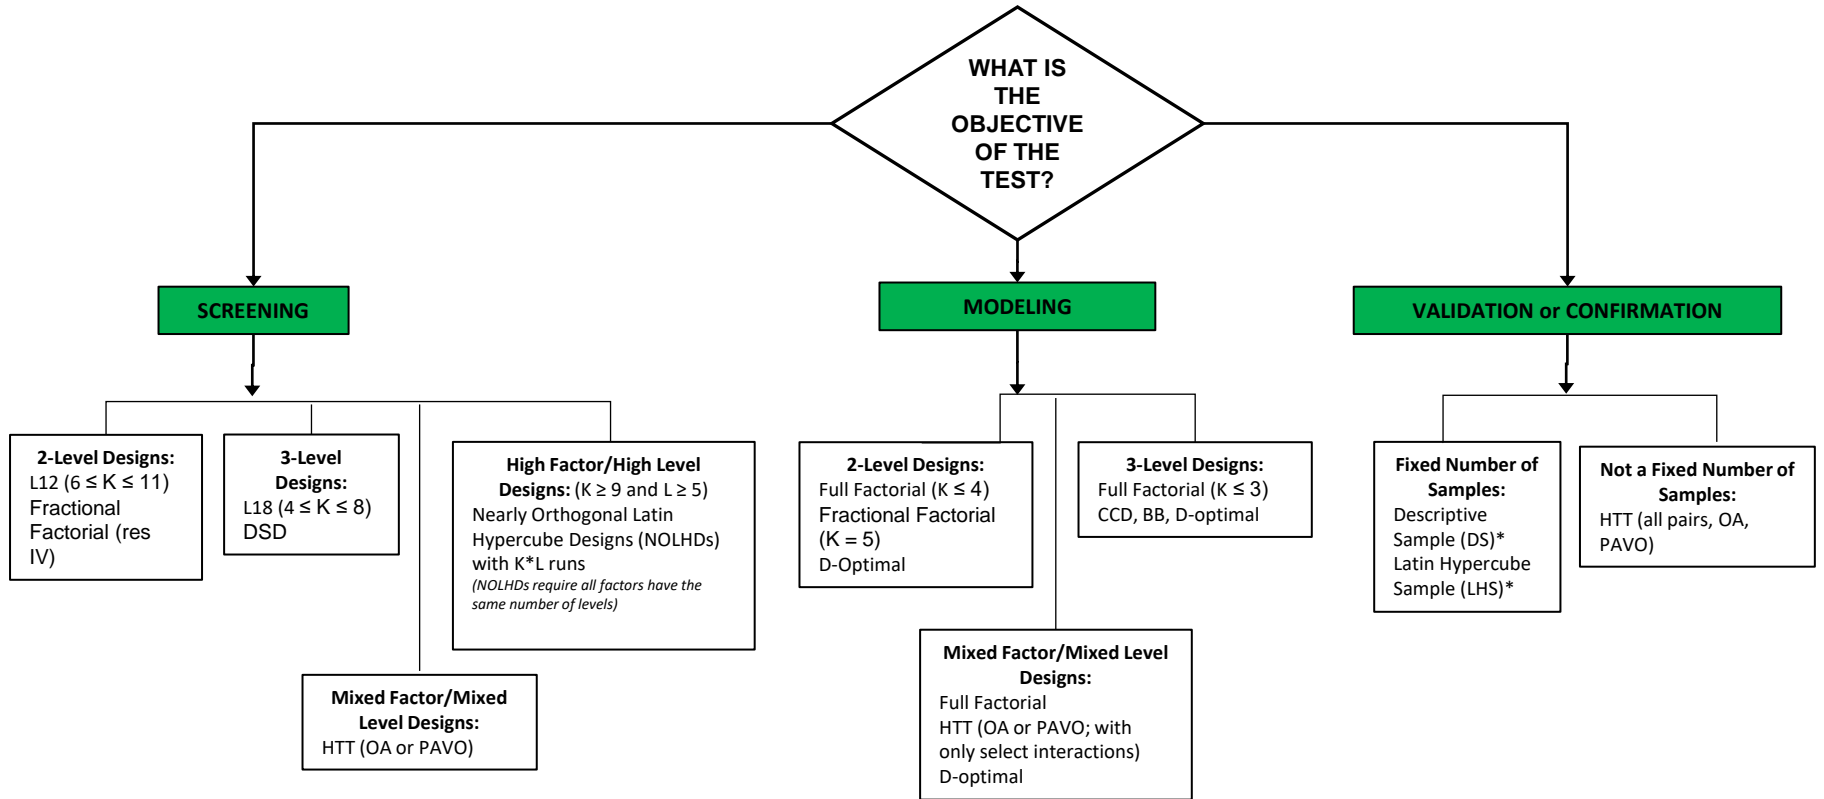 WHAT IS
THE
OBJECTIVE
OF THE
TEST?
SCREENING
MODELING
VALIDATION or CONFIRMATION
2-Level Designs:
L12 (6 ≤ K ≤ 11)
Fractional
Factorial (res
IV)
3-Level
Designs:
L18 (4 ≤ K ≤ 8)
DSD
High Factor/High Level
Designs: (K ≥ 9 and L ≥ 5)
Nearly Orthogonal Latin
Hypercube Designs (NOLHDs)
with K*L runs
(NOLHDs require all factors have the
same number of levels)
Mixed Factor/Mixed
Level Designs:
HTT (OA or PAVO)
2-Level Designs:
Full Factorial (K ≤ 4)
Fractional Factorial
(K = 5)
D-Optimal
3-Level Designs:
Full Factorial (K ≤ 3)
CCD, BB, D-optimal
Mixed Factor/Mixed Level
Designs:
Full Factorial
HTT (OA or PAVO; with
only select interactions)
D-optimal
Fixed Number of
Samples:
Descriptive
Sample (DS)*
Latin Hypercube
Sample (LHS)*
Not a Fixed Number of
Samples:
HTT (all pairs, OA,
PAVO)